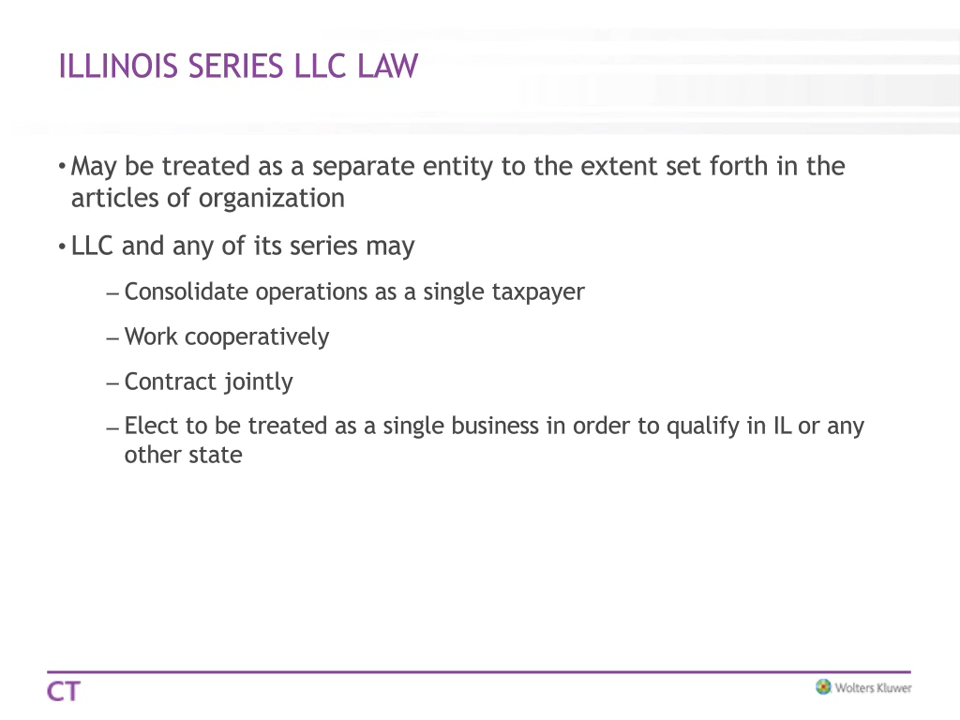 ILLINOIS SERIES LLC LAW
• May be treated as a separate entity to the extent set forth in the
articles of organization
• LLC and any of its series may
– Consolidate operations as a single taxpayer
– Work cooperatively
– Contract jointly
– Elect to be treated as a single business in order to qualify in IL or any
other state
CT
Wolters Kluwer